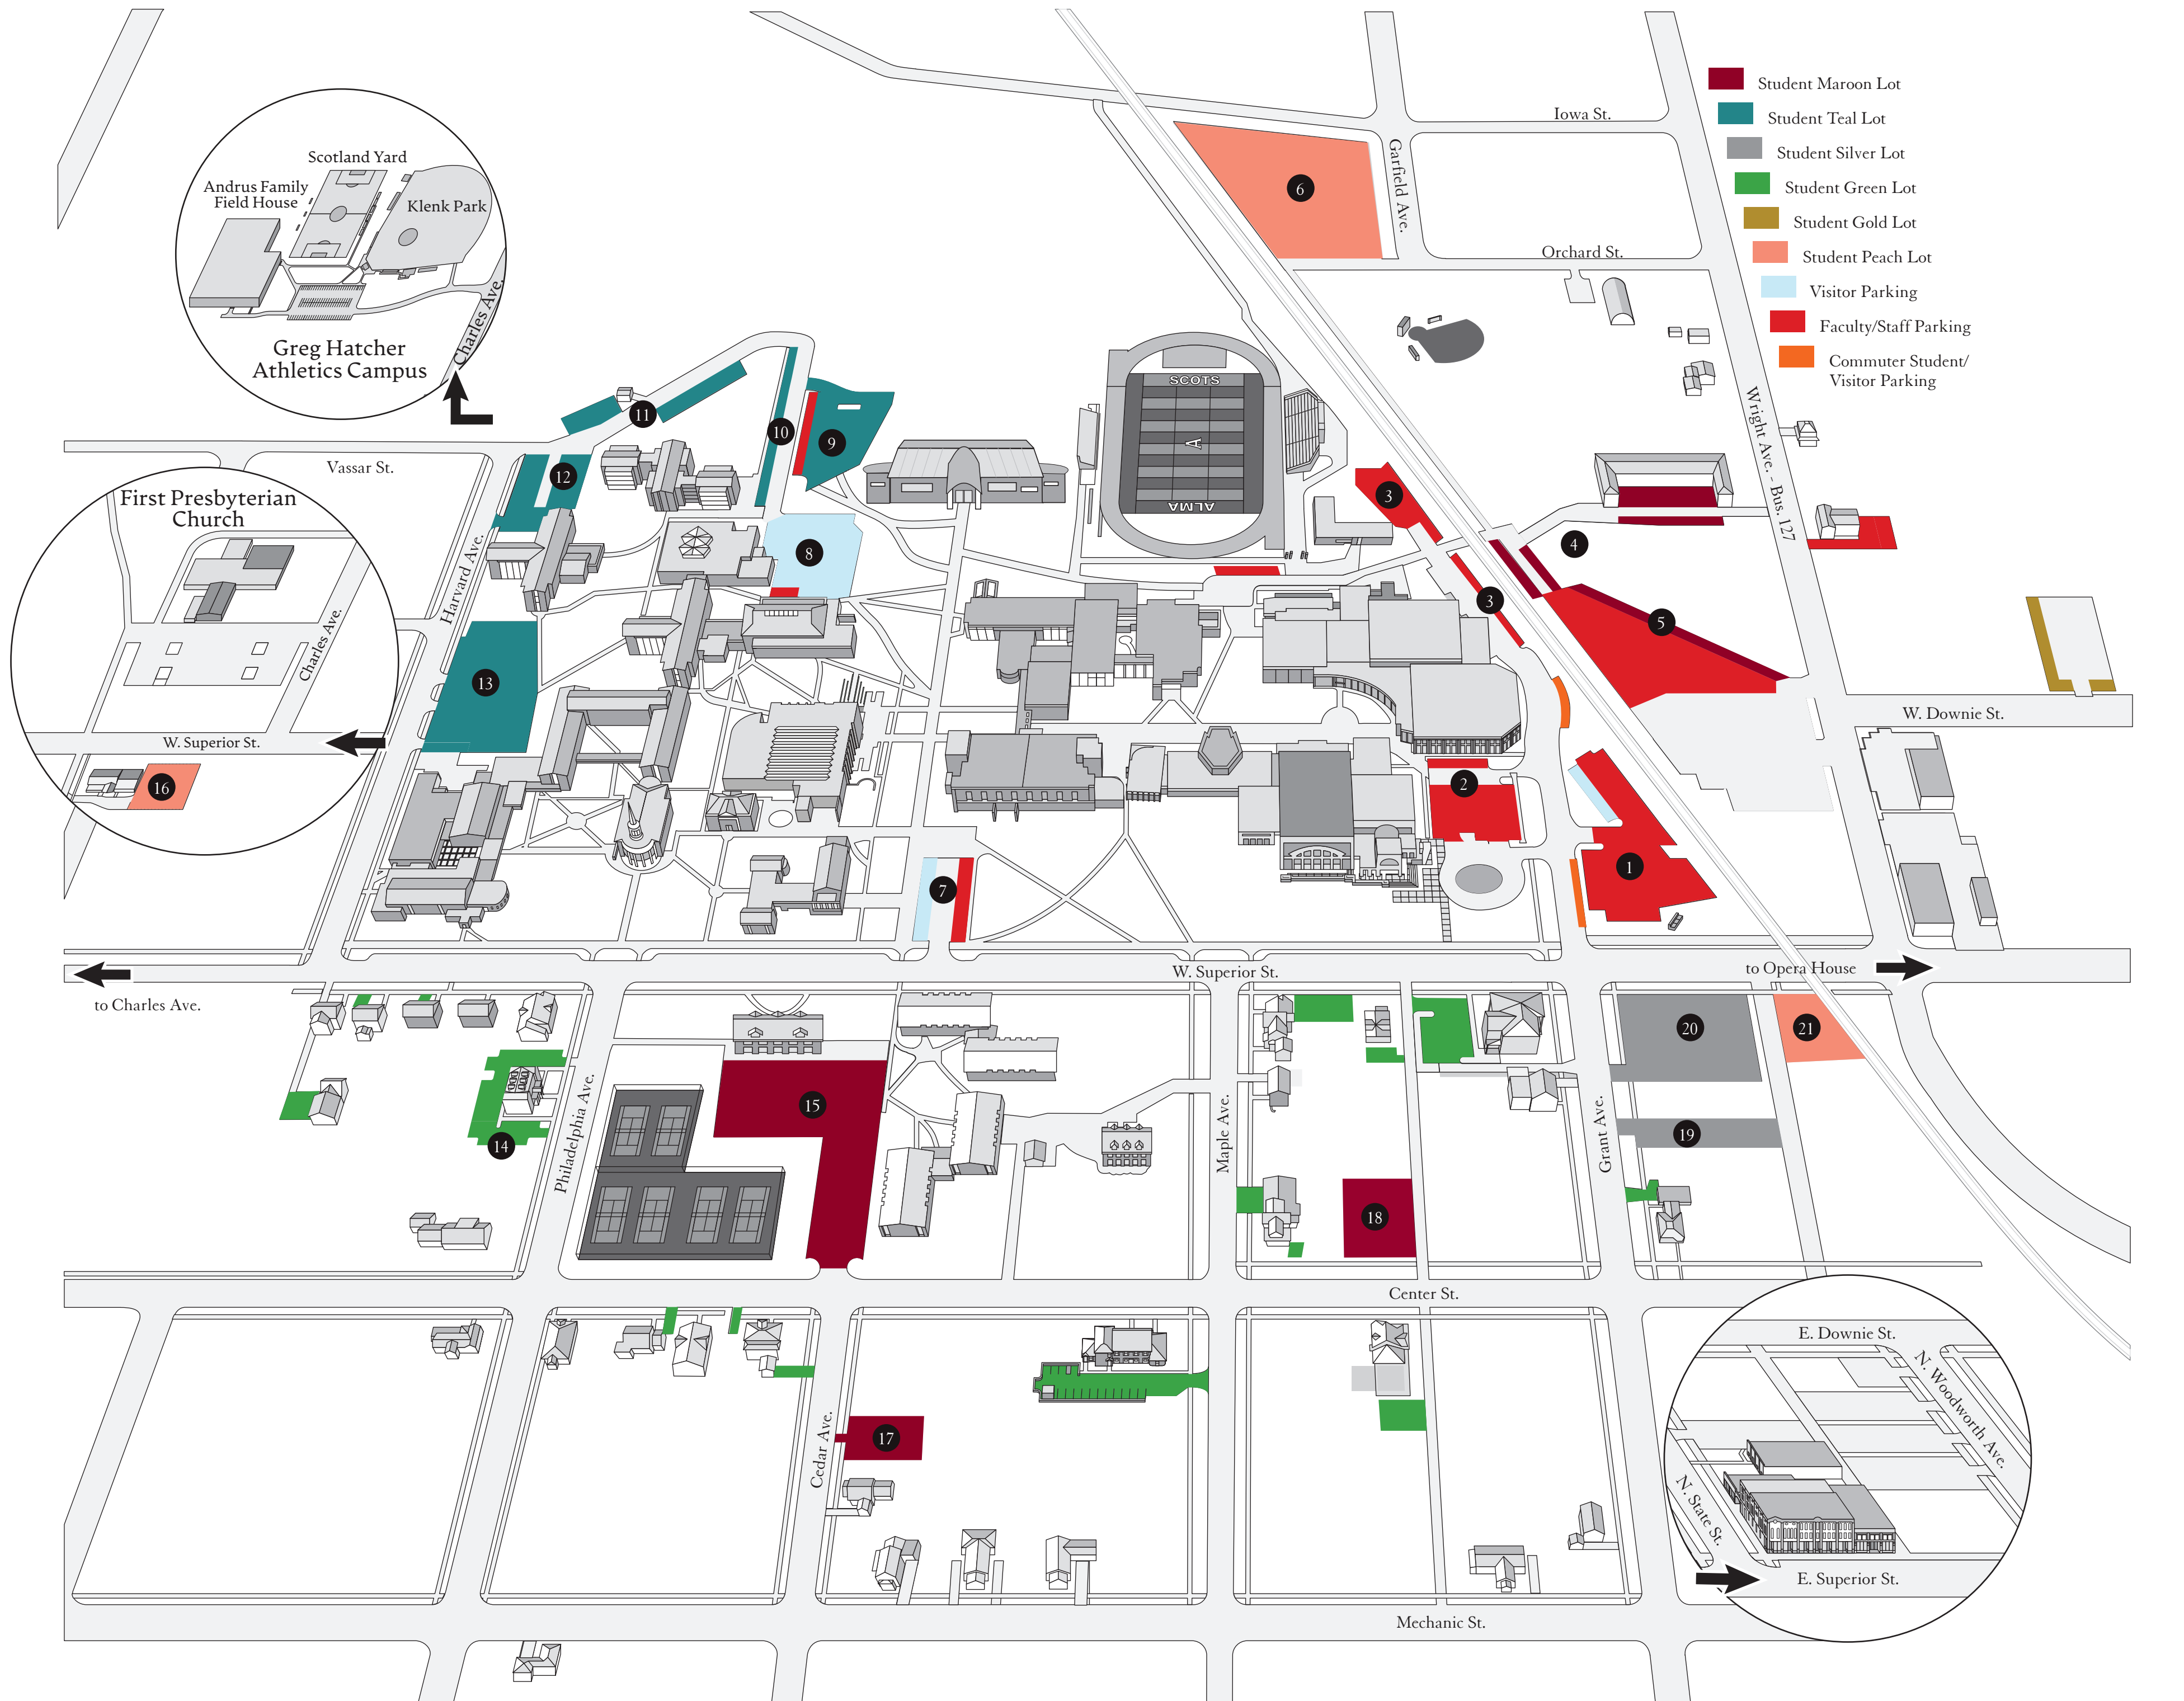 Student Maroon Lot
Student Teal Lot
Student Silver Lot
Student Green Lot
Student Gold Lot
Student Peach Lot
Visitor Parking
Faculty/Staff Parking
Commuter Student/
Visitor Parking
Iowa St.
Garfield Ave.
6
Orchard St.
Wright Ave. - Bus. 127
Scotland Yard
Andrus Family
Field House
Klenk Park
Charles Ave.
Greg Hatcher
Athletics Campus
SCOTS
A
ALMA
11
10
9
12
Vassar St.
First Presbyterian
Church
Charles Ave.
W. Superior St.
16
Harvard Ave.
8
3
4
3
5
13
W. Downie St.
2
1
7
W. Superior St.
to Opera House
to Charles Ave.
20
21
15
14
Philadelphia Ave.
Maple Ave.
Grant Ave.
19
18
Center St.
17
Cedar Ave.
E. Downie St.
N. Woodworth Ave.
N. State St.
E. Superior St.
Mechanic St.